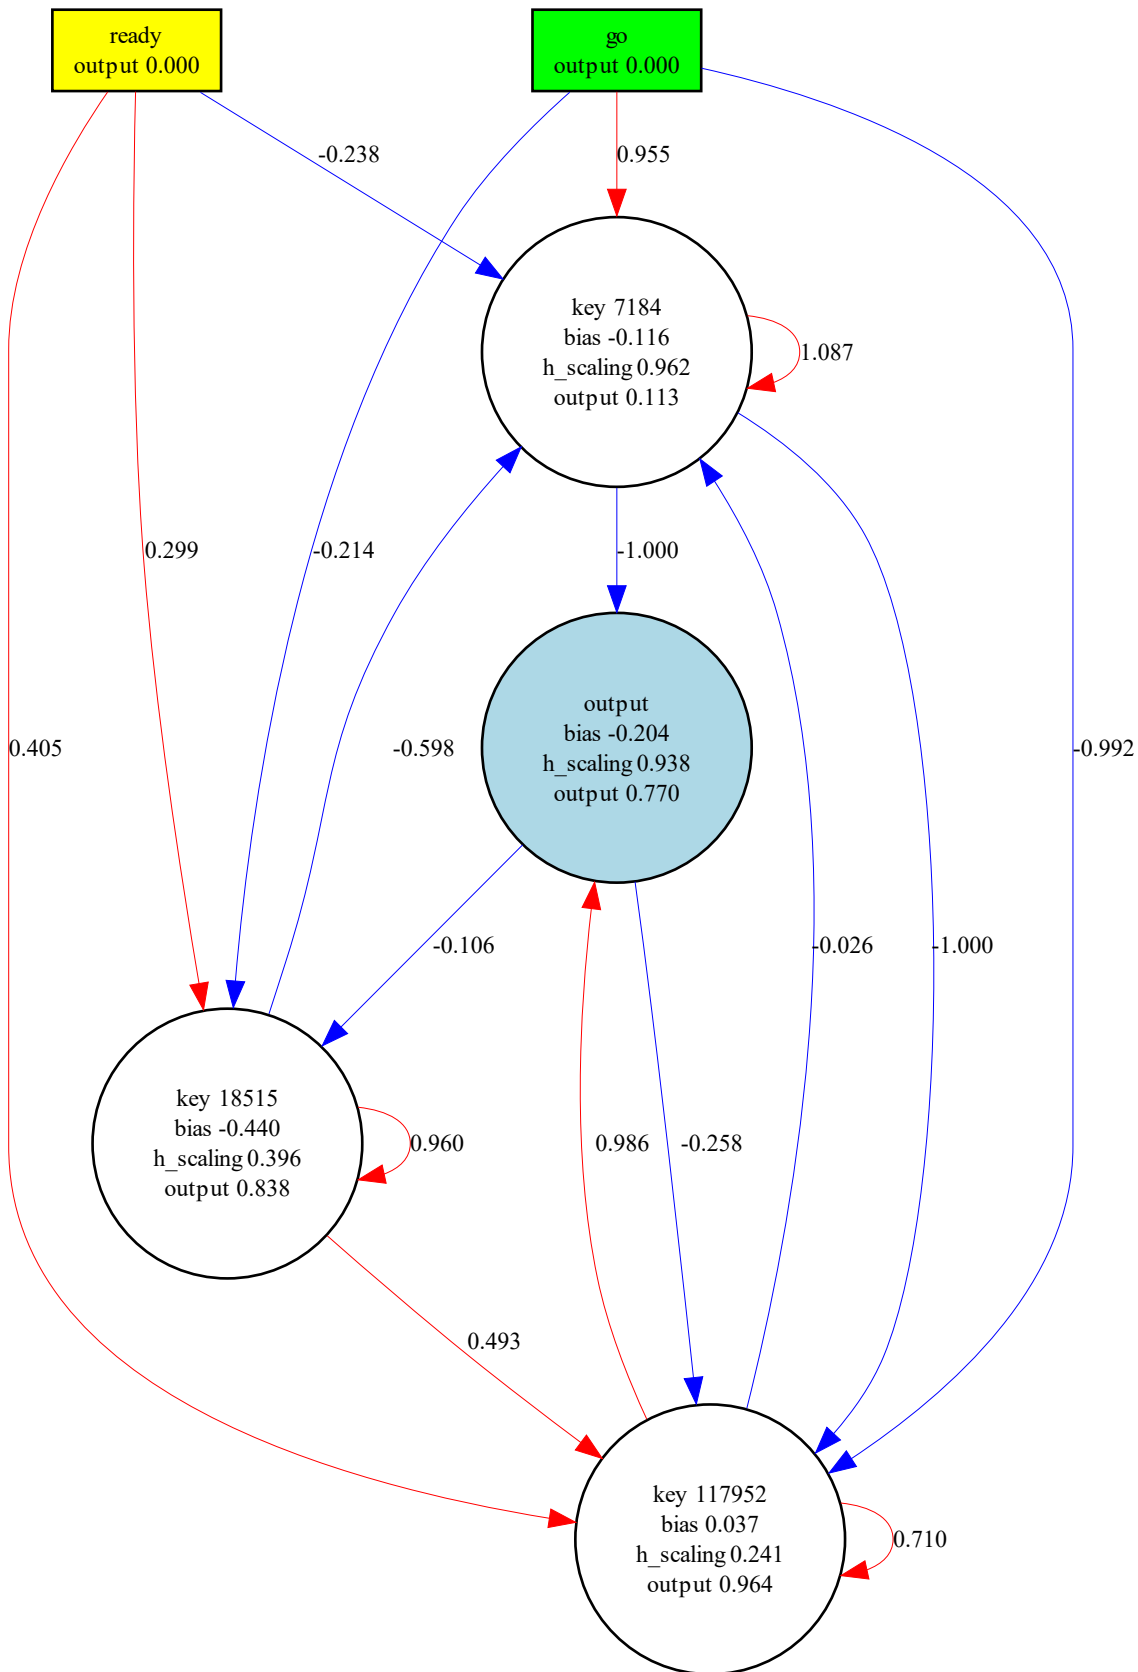 ready
output 0.000
go
output 0.000
-0.238
0.955
key 7184
bias -0.116
h_scaling 0.962
output 0.113
1.087
0.299
-0.214
-1.000
output
bias -0.204
h_scaling 0.938
output 0.770
0.405
-0.598
-0.992
-0.106
-0.026
-1.000
key 18515
bias -0.440
h_scaling 0.396
output 0.838
0.960
0.986
-0.258
0.493
key 117952
bias 0.037
h_scaling 0.241
output 0.964
0.710